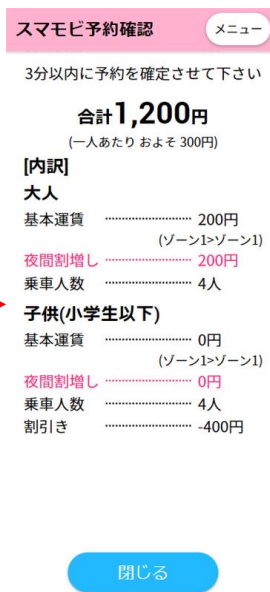 スマモビ予約確認 メニュー
3分以内に予約を確定させて下さい
合計1,200円
(一人あたり およそ 300円)
[内訳]
大人
基本運賃 ························ 200円
(ゾーン1>ゾーン1)
夜間割増し ························ 200円
乗車人数 ························ 4人
子供(小学生以下)
基本運賃 ························ 0円
(ゾーン1>ゾーン1)
夜間割増し ························ 0円
乗車人数 ························ 4人
割引き ························ -400円
閉じる